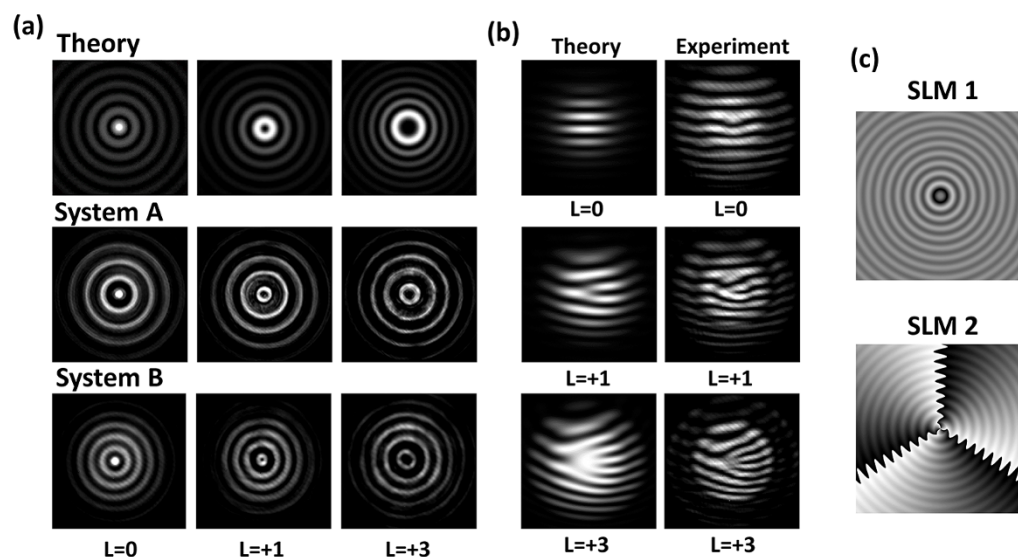 (a)
Theory
System A
System B
L=0
L=+1
L=+3
(b)
Theory
Experiment
L=0
L=0
L=+1
L=+1
L=+3
L=+3
(c)
SLM 1
SLM 2